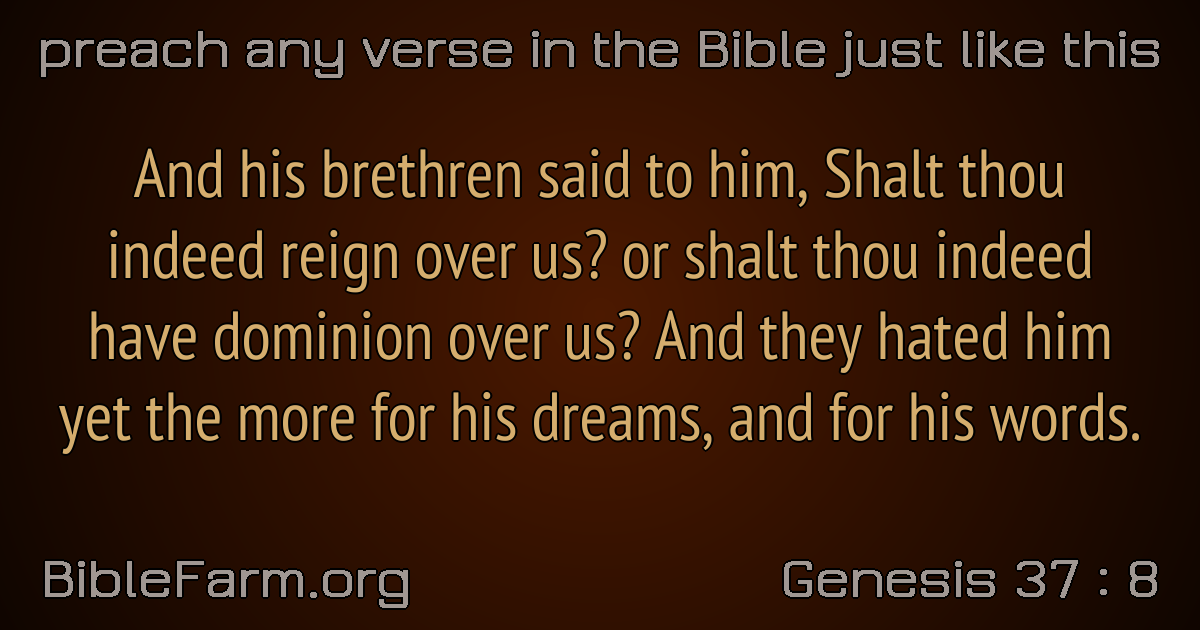 preach any verse in the Bible just like this
And his brethren said to him, Shalt thou
indeed reign over us? or shalt thou indeed
have dominion over us? And they hated him
yet the more for his dreams, and for his words.
BibleFarm.org
Genesis 37 : 8